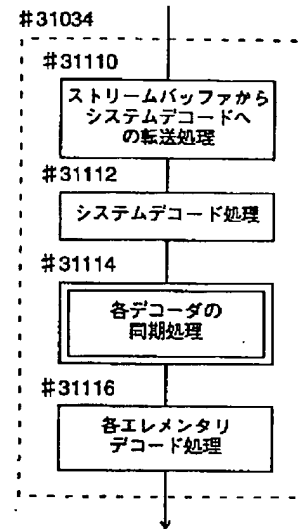 #31034
#31110
ストリームバッファから
システムデコードへ
の転送処理
#31112
システムデコード処理
#31114
各デコーダの
同期処理
#31116
各エレメンタリ
デコード処理